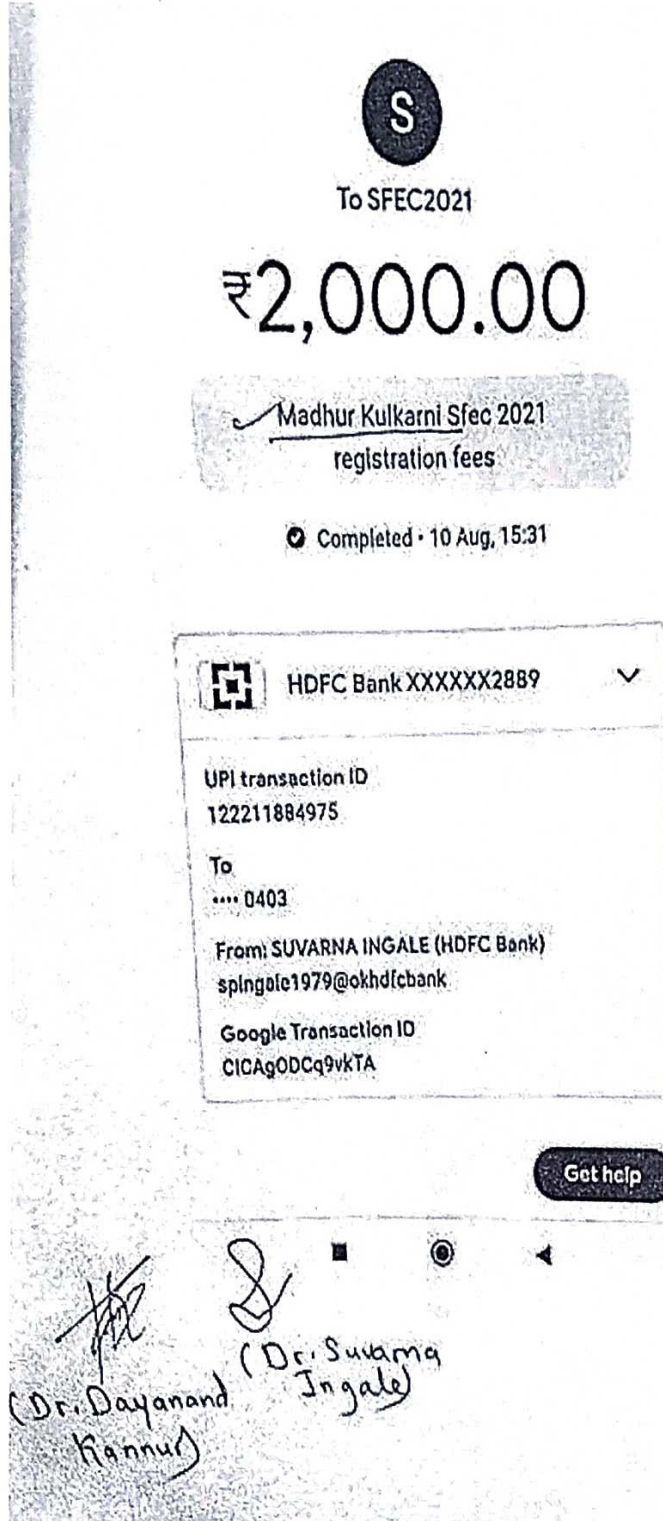 S
To SFEC2021
₹2,000.00
Madhur Kulkarni Sfec 2021
registration fees
Completed • 10 Aug, 15:31
HDFC Bank XXXXXX2889
UPI transaction ID
122211884975
To
•••• 0403
From: SUVARNA INGALE (HDFC Bank)
spingale1979@okhdfcbank
Google Transaction ID
CICAgODCq9vkTA
Get help
(Dr. Suvarna
Ingale)
(Dr. Dayanand
Kannur)